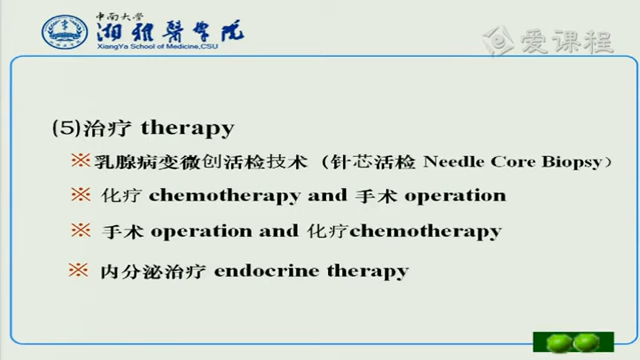 中南大学
湘雅醫学院
XiangYa School of Medicine,CSU
爱课程
(5)治疗 therapy
※乳腺病变微创活检技术（针芯活检 Needle Core Biopsy）
※ 化疗 chemotherapy and 手术 operation
※ 手术 operation and 化疗chemotherapy
※ 内分泌治疗 endocrine therapy